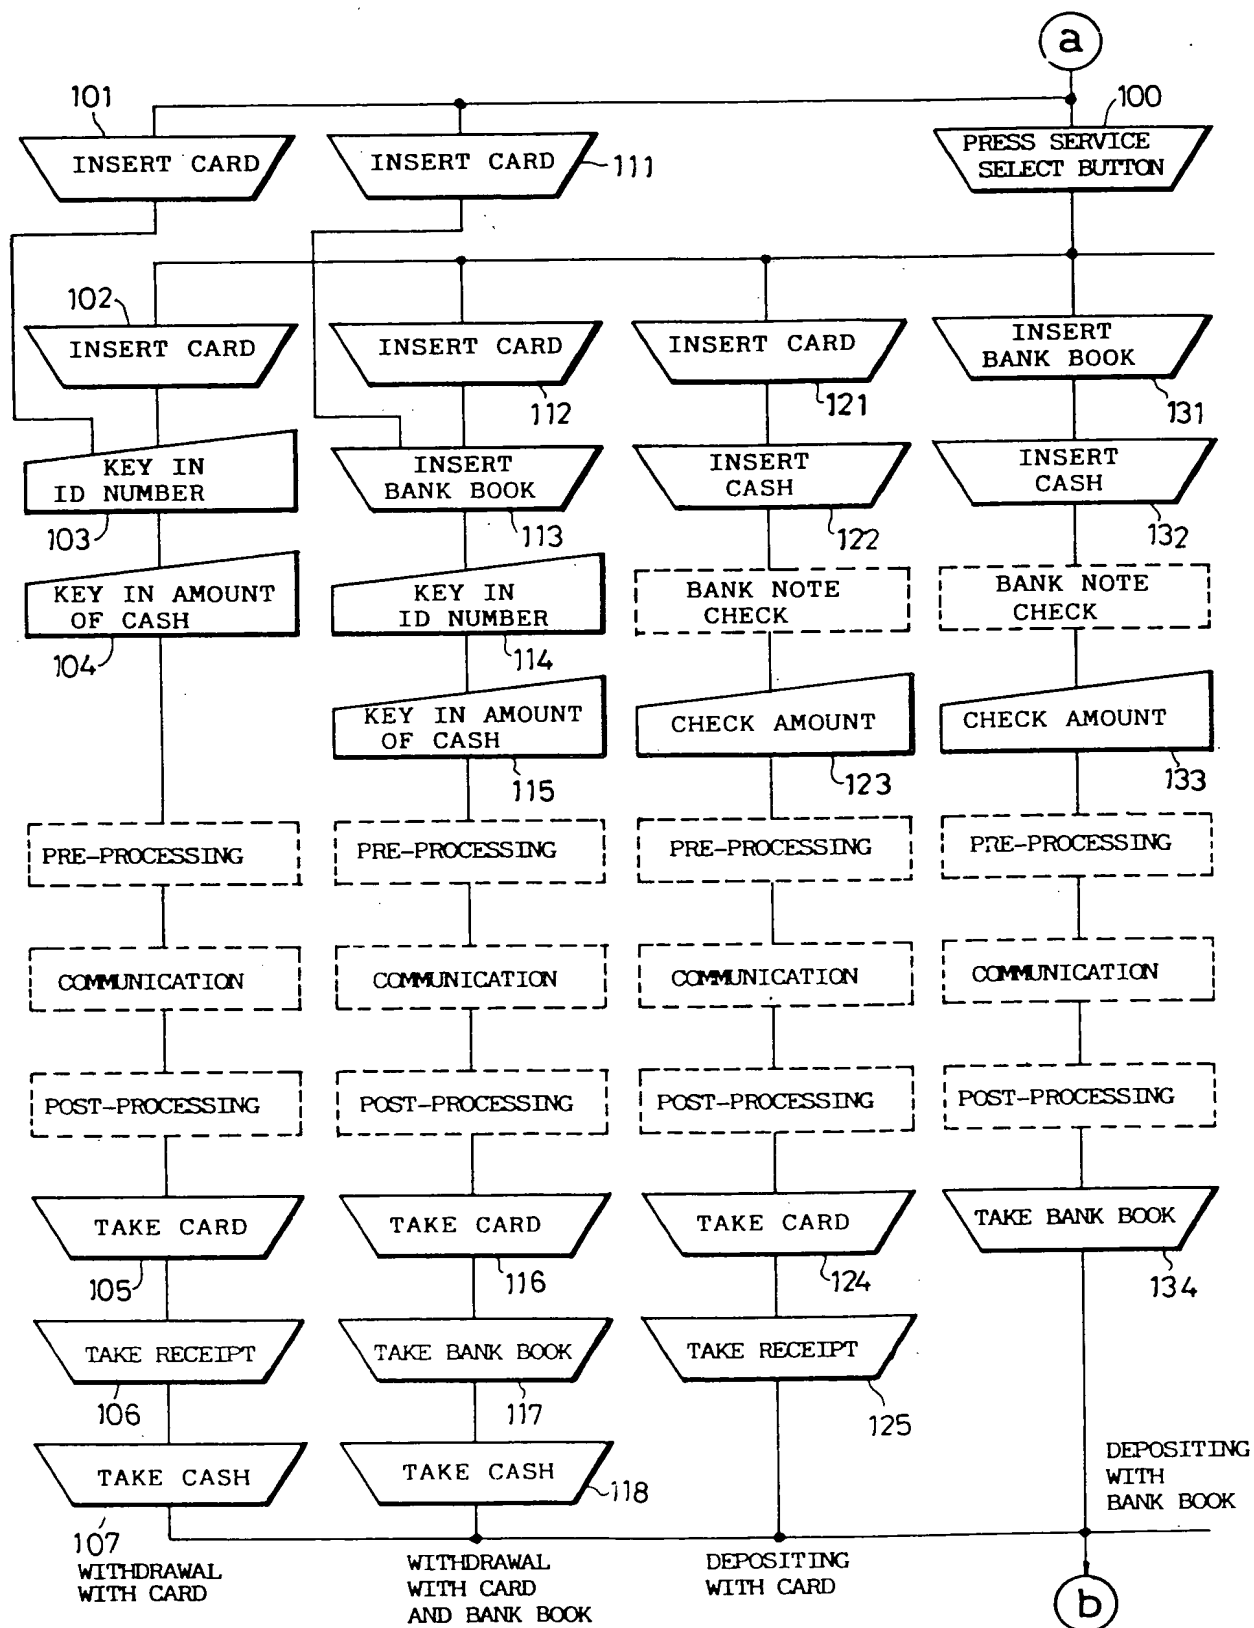 a
101
100
INSERT CARD
INSERT CARD
111
PRESS SERVICE
SELECT BUTTON
102
INSERT CARD
INSERT CARD
112
INSERT CARD
121
INSERT
BANK BOOK
131
KEY IN
ID NUMBER
103
INSERT
BANK BOOK
113
INSERT
CASH
122
INSERT
CASH
132
KEY IN AMOUNT
OF CASH
104
KEY IN
ID NUMBER
114
BANK NOTE
CHECK
BANK NOTE
CHECK
KEY IN AMOUNT
OF CASH
115
CHECK AMOUNT
123
CHECK AMOUNT
133
PRE-PROCESSING
PRE-PROCESSING
PRE-PROCESSING
PRE-PROCESSING
COMMUNICATION
COMMUNICATION
COMMUNICATION
COMMUNICATION
POST-PROCESSING
POST-PROCESSING
POST-PROCESSING
POST-PROCESSING
TAKE CARD
105
TAKE CARD
116
TAKE CARD
124
TAKE BANK BOOK
134
TAKE RECEIPT
106
TAKE BANK BOOK
117
TAKE RECEIPT
125
TAKE CASH
107
TAKE CASH
118
WITHDRAWAL
WITH CARD
WITHDRAWAL
WITH CARD
AND BANK BOOK
DEPOSITING
WITH CARD
DEPOSITING
WITH
BANK BOOK
b